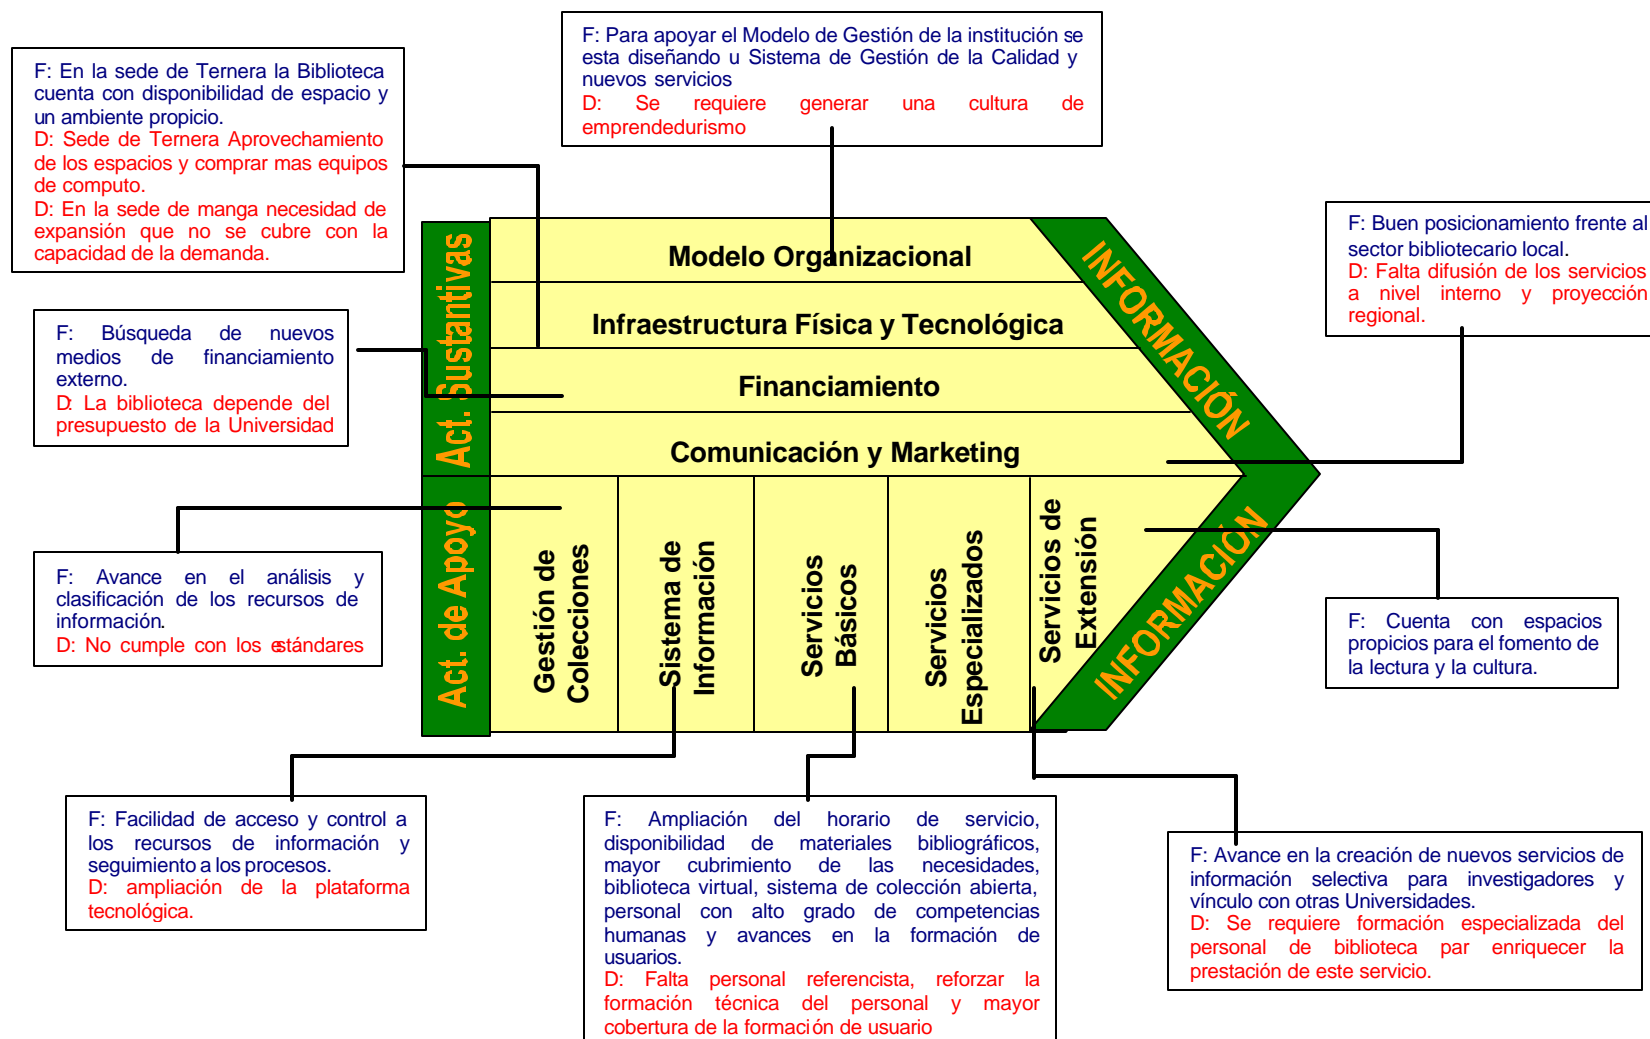 F: Para apoyar el Modelo de Gestión de la institución se
esta diseñando u Sistema de Gestión de la Calidad y
nuevos servicios
D: Se requiere generar una cultura de
emprendedurismo
F: En la sede de Ternera la Biblioteca
cuenta con disponibilidad de espacio y
un ambiente propicio.
D: Sede de Ternera Aprovechamiento
de los espacios y comprar mas equipos
de computo.
D: En la sede de manga necesidad de
expansión que no se cubre con la
capacidad de la demanda.
F: Buen posicionamiento frente al
sector bibliotecario local.
D: Falta difusión de los servicios
a nivel interno y proyección
regional.
F: Búsqueda de nuevos
medios de financiamiento
externo.
D: La biblioteca depende del
presupuesto de la Universidad
Act. Sustantivas
Modelo Organizacional
Infraestructura Física y Tecnológica
Financiamiento
Comunicación y Marketing
INFORMACIÓN
Act. de Apoyo
Gestión de
Colecciones
Sistema de
Información
Servicios
Básicos
Servicios
Especializados
Servicios de
Extensión
INFORMACIÓN
F: Avance en el análisis y
clasificación de los recursos de
información.
D: No cumple con los estándares
F: Cuenta con espacios
propicios para el fomento de
la lectura y la cultura.
F: Facilidad de acceso y control a
los recursos de información y
seguimiento a los procesos.
D: ampliación de la plataforma
tecnológica.
F: Ampliación del horario de servicio,
disponibilidad de materiales bibliográficos,
mayor cubrimiento de las necesidades,
biblioteca virtual, sistema de colección abierta,
personal con alto grado de competencias
humanas y avances en la formación de
usuarios.
D: Falta personal referencista, reforzar la
formación técnica del personal y mayor
cobertura de la formación de usuario
F: Avance en la creación de nuevos servicios de
información selectiva para investigadores y
vínculo con otras Universidades.
D: Se requiere formación especializada del
personal de biblioteca par enriquecer la
prestación de este servicio.